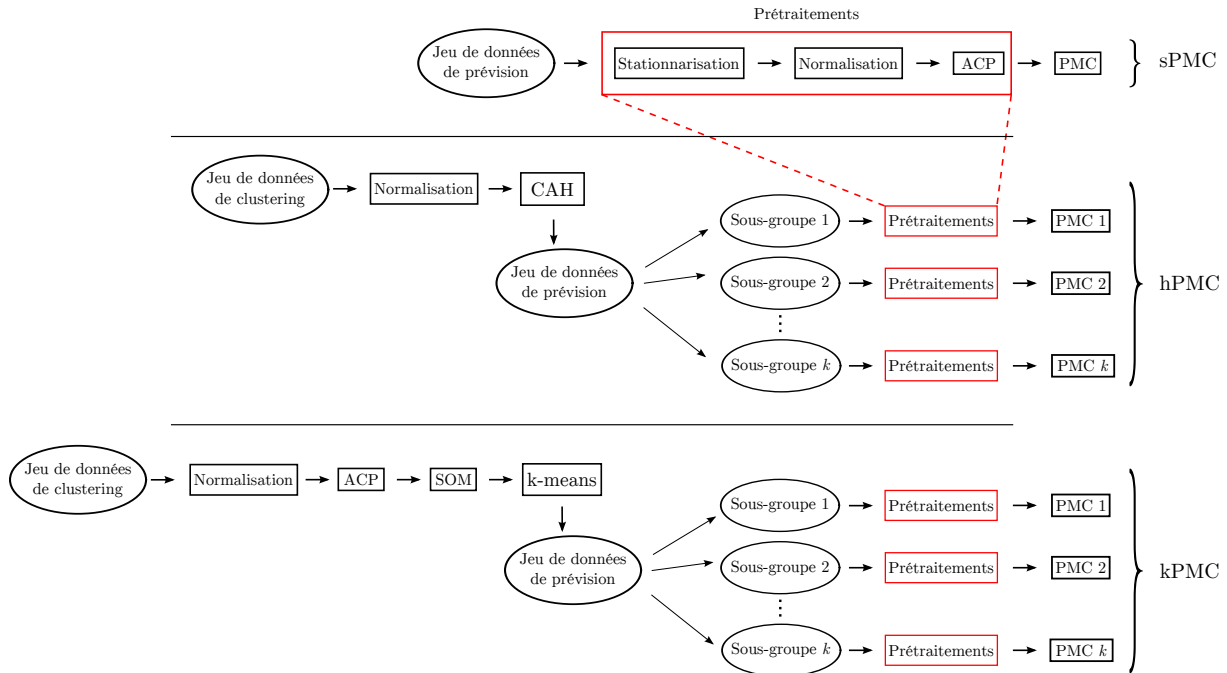 Prétraitements
Jeu de données
de prévision
Stationnarisation
Normalisation
ACP
PMC
sPMC
Jeu de données
de clustering
Normalisation
CAH
Jeu de données
de prévision
Sous-groupe 1
Prétraitements
PMC 1
Sous-groupe 2
Prétraitements
PMC 2
Sous-groupe k
Prétraitements
PMC k
hPMC
Jeu de données
de clustering
Normalisation
ACP
SOM
k-means
Jeu de données
de prévision
Sous-groupe 1
Prétraitements
PMC 1
Sous-groupe 2
Prétraitements
PMC 2
Sous-groupe k
Prétraitements
PMC k
kPMC